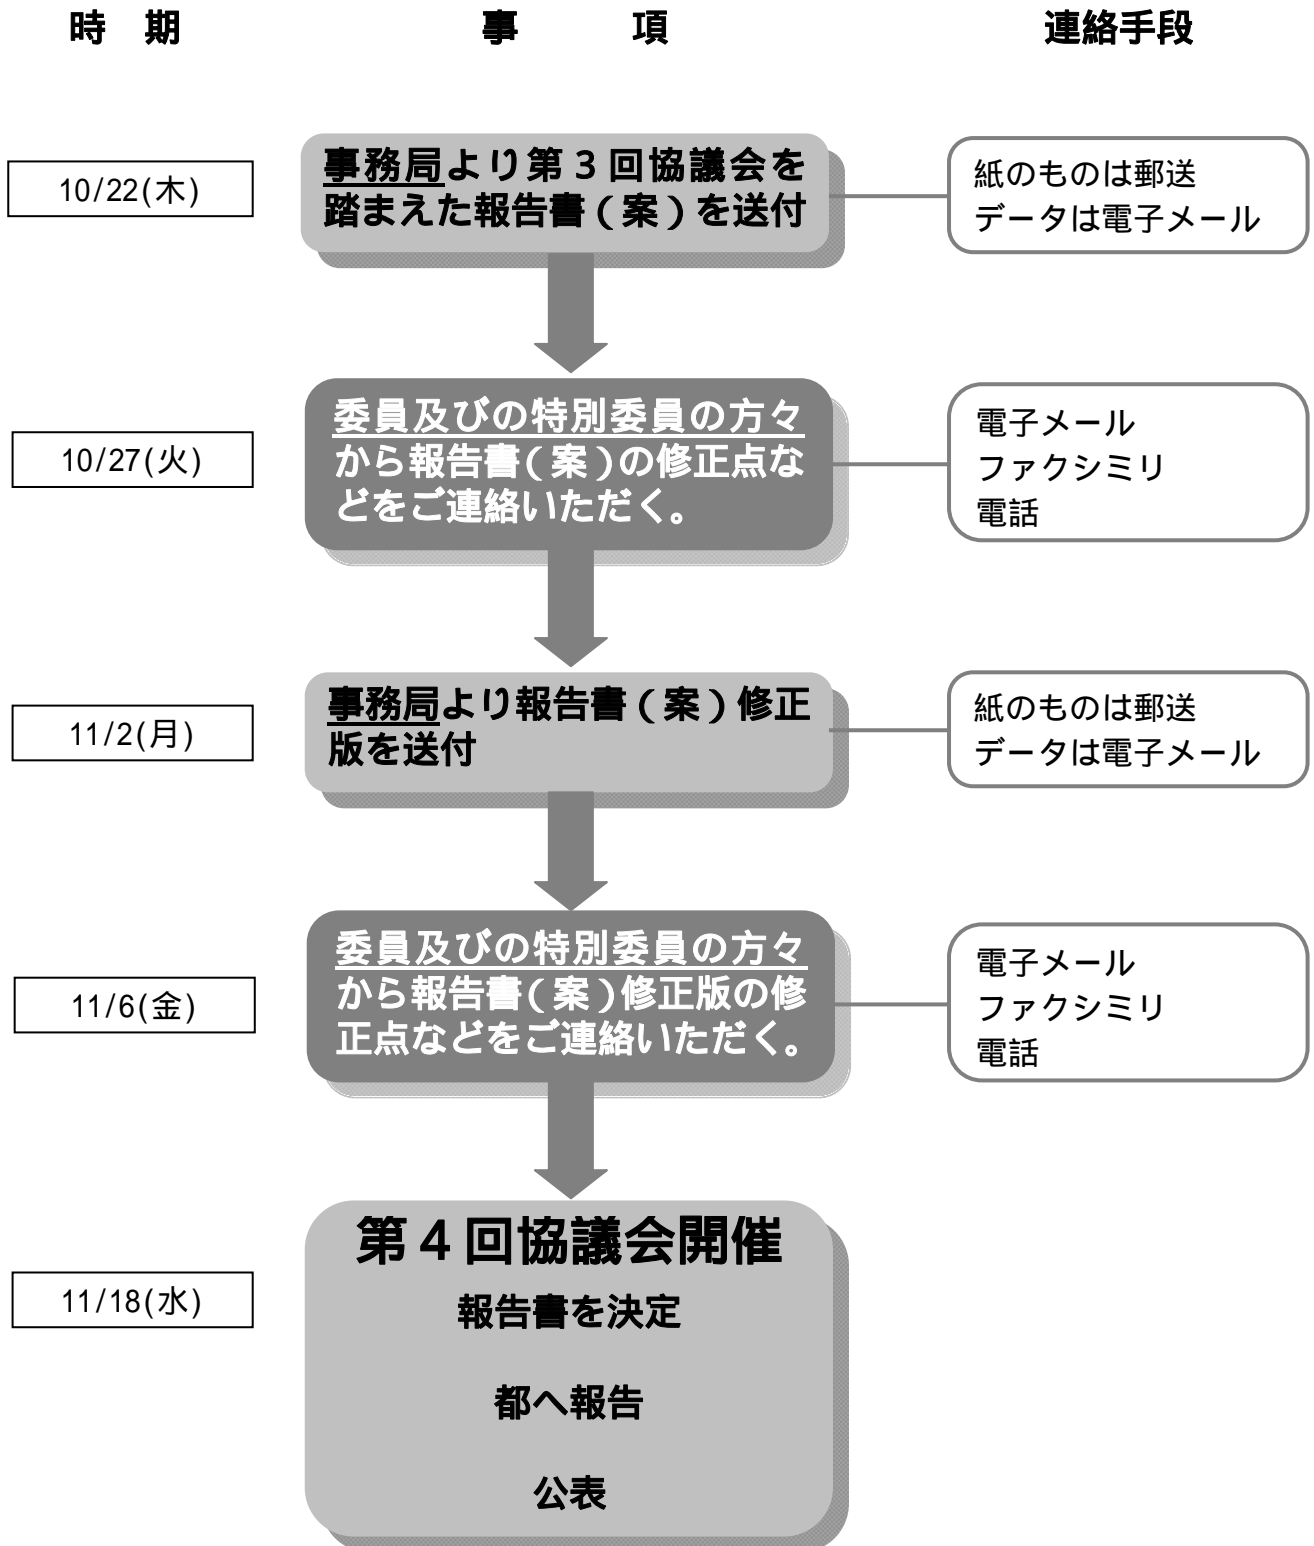 時　期
事　　　項
連絡手段
10/22(木)
事務局より第３回協議会を
踏まえた報告書（案）を送付
紙のものは郵送
データは電子メール
10/27(火)
委員及びの特別委員の方々
から報告書（案）の修正点な
どをご連絡いただく。
電子メール
ファクシミリ
電話
11/2(月)
事務局より報告書（案）修正
版を送付
紙のものは郵送
データは電子メール
11/6(金)
委員及びの特別委員の方々
から報告書（案）修正版の修
正点などをご連絡いただく。
電子メール
ファクシミリ
電話
11/18(水)
第４回協議会開催
報告書を決定
都へ報告
公表